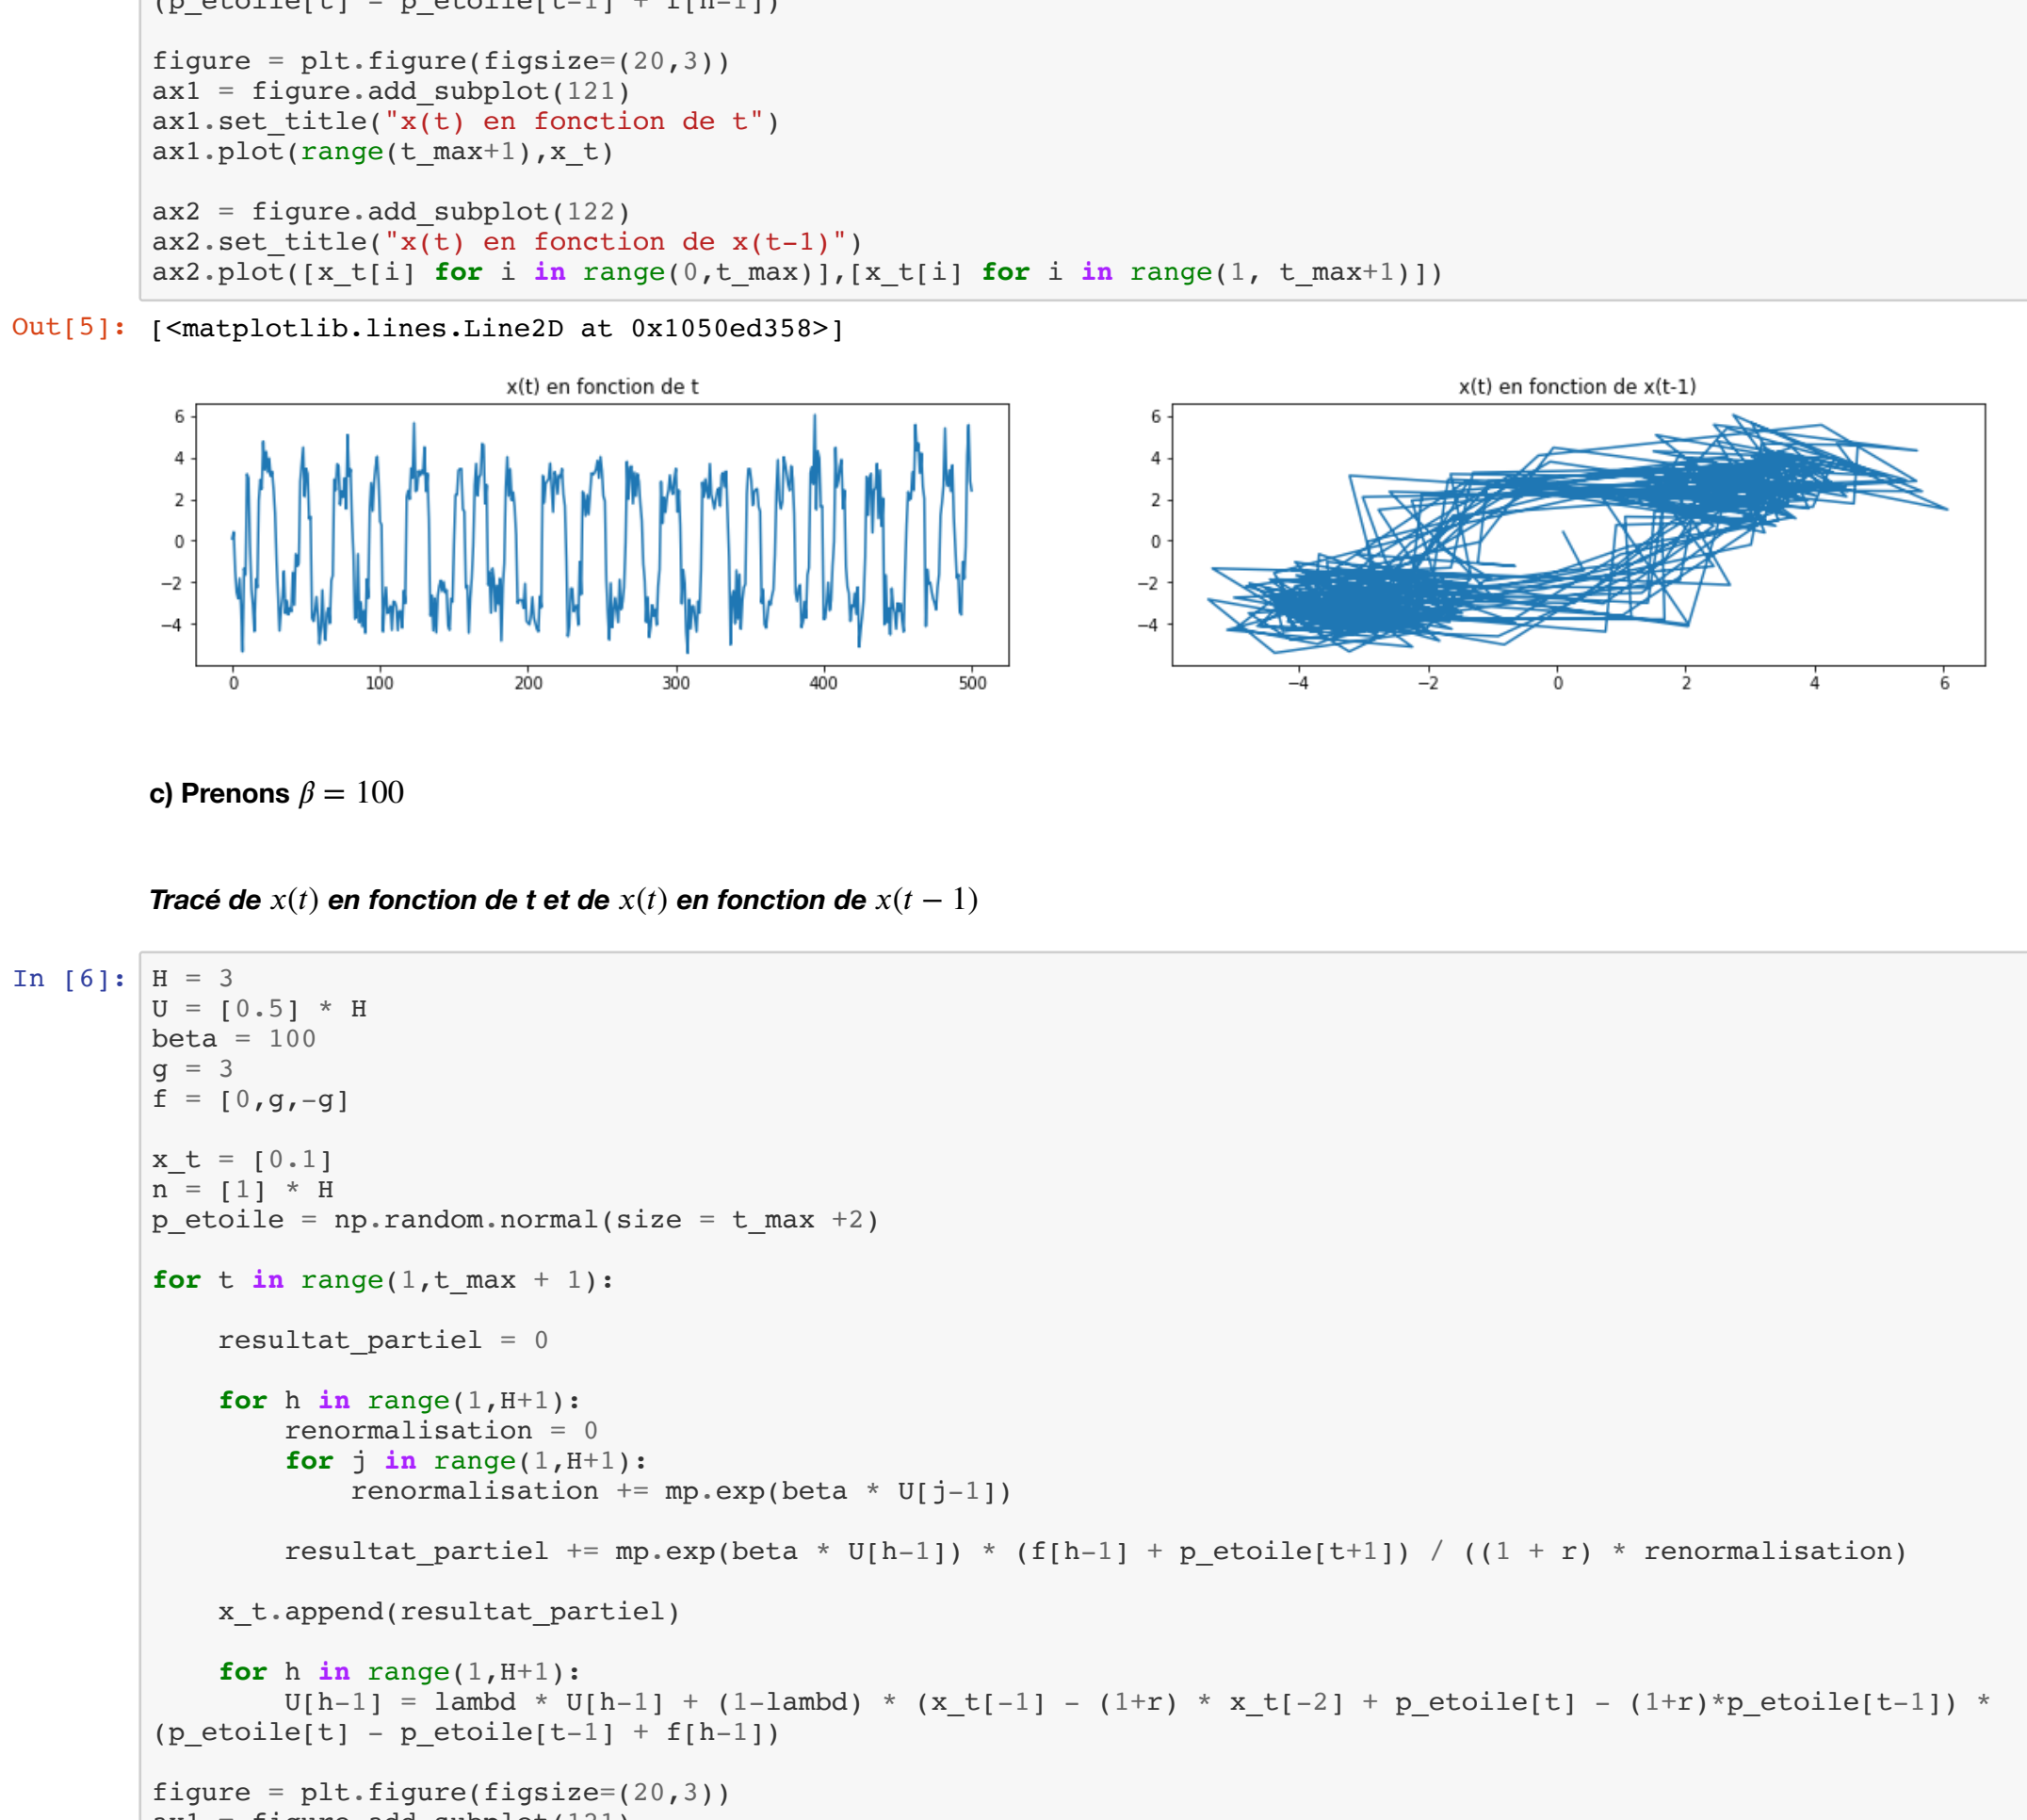 (p_etoile[t] - p_etoile[t-1] + f[h-1])
figure = plt.figure(figsize=(20,3))
ax1 = figure.add_subplot(121)
ax1.set_title("x(t) en fonction de t")
ax1.plot(range(t_max+1),x_t)
ax2 = figure.add_subplot(122)
ax2.set_title("x(t) en fonction de x(t-1)")
ax2.plot([x_t[i] for i in range(0,t_max)],[x_t[i] for i in range(1, t_max+1)])
Out[5]: [<matplotlib.lines.Line2D at 0x1050ed358>]
x(t) en fonction de t
6
4
2
0
−2
−4
0 100 200 300 400 500
x(t) en fonction de x(t-1)
6
4
2
0
−2
−4
−4 −2 0 2 4 6
c) Prenons β = 100
Tracé de x(t) en fonction de t et de x(t − 1)
In [6]: H = 3
U = [0.5] * H
beta = 100
g = 3
f = [0,g,-g]
x_t = [0.1]
n = [1] * H
p_etoile = np.random.normal(size = t_max +2)
for t in range(1,t_max + 1):
resultat_partiel = 0
for h in range(1,H+1):
renormalisation = 0
for j in range(1,H+1):
renormalisation += mp.exp(beta * U[j-1])
resultat_partiel += mp.exp(beta * U[h-1]) * (f[h-1] + p_etoile[t+1]) / ((1 + r) * renormalisation)
x_t.append(resultat_partiel)
for h in range(1,H+1):
U[h-1] = lambd * U[h-1] + (1-lambd) * (x_t[-1] - (1+r) * x_t[-2] + p_etoile[t] - (1+r)*p_etoile[t-1]) *
(p_etoile[t] - p_etoile[t-1] + f[h-1])
figure = plt.figure(figsize=(20,3))
ax1 = figure.add_subplot(121)